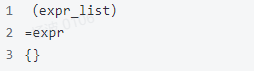 1 (expr_list)
2 =expr
3 {}